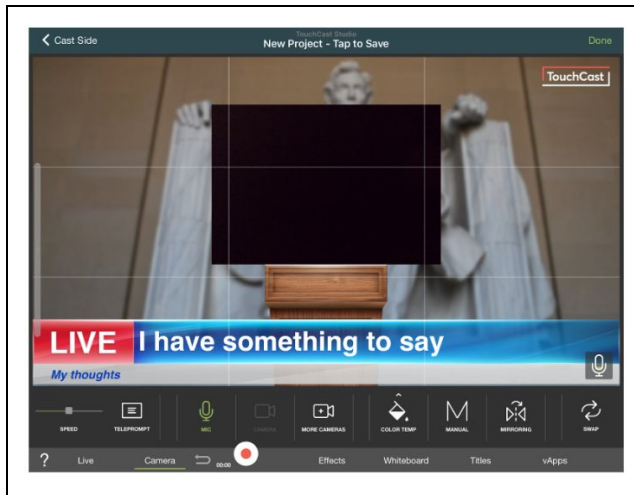 Cast Side
TouchCast Studio
New Project - Tap to Save
Done
TouchCast
LIVE I have something to say
My thoughts
SPEED
TELEPROMPT
MIC
CAMERA
MORE CAMERAS
COLOR TEMP
MANUAL
MIRRORING
SWAP
? Live Camera 00:00 Effects Whiteboard Titles vApps